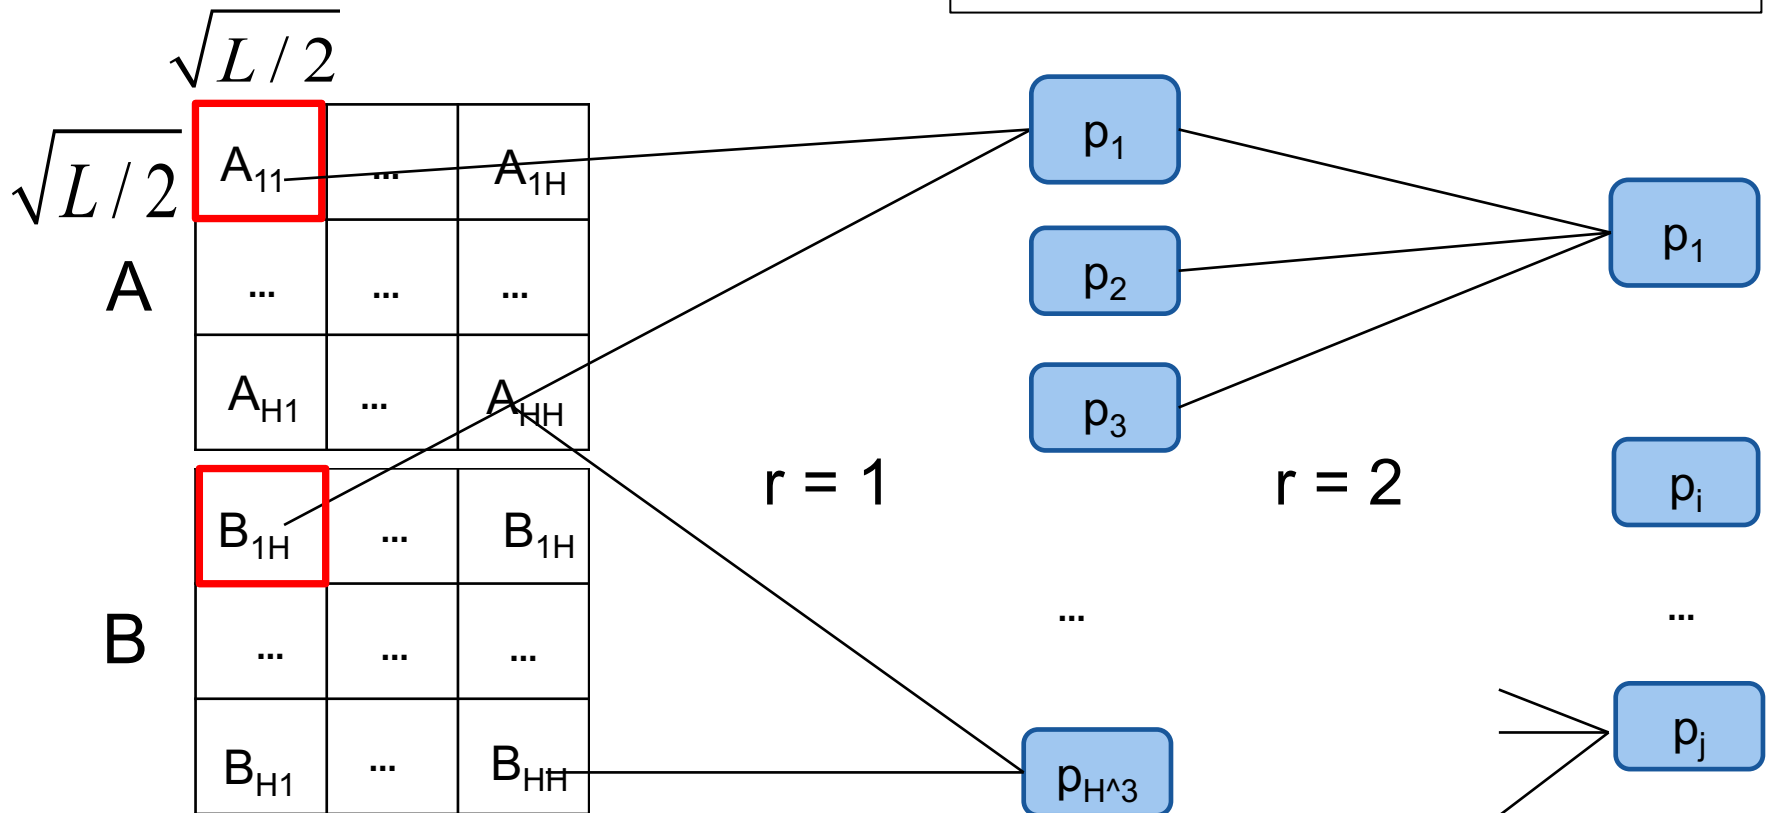 √L/2
√L/2
A
A₁₁ ... A₁H
... ... ...
AH₁ ... AHH
B
B₁H ... B₁H
... ... ...
BH₁ ... BHH
r = 1
p₁
p₂
p₃
...
pH^3
r = 2
p₁
pᵢ
...
pⱼ